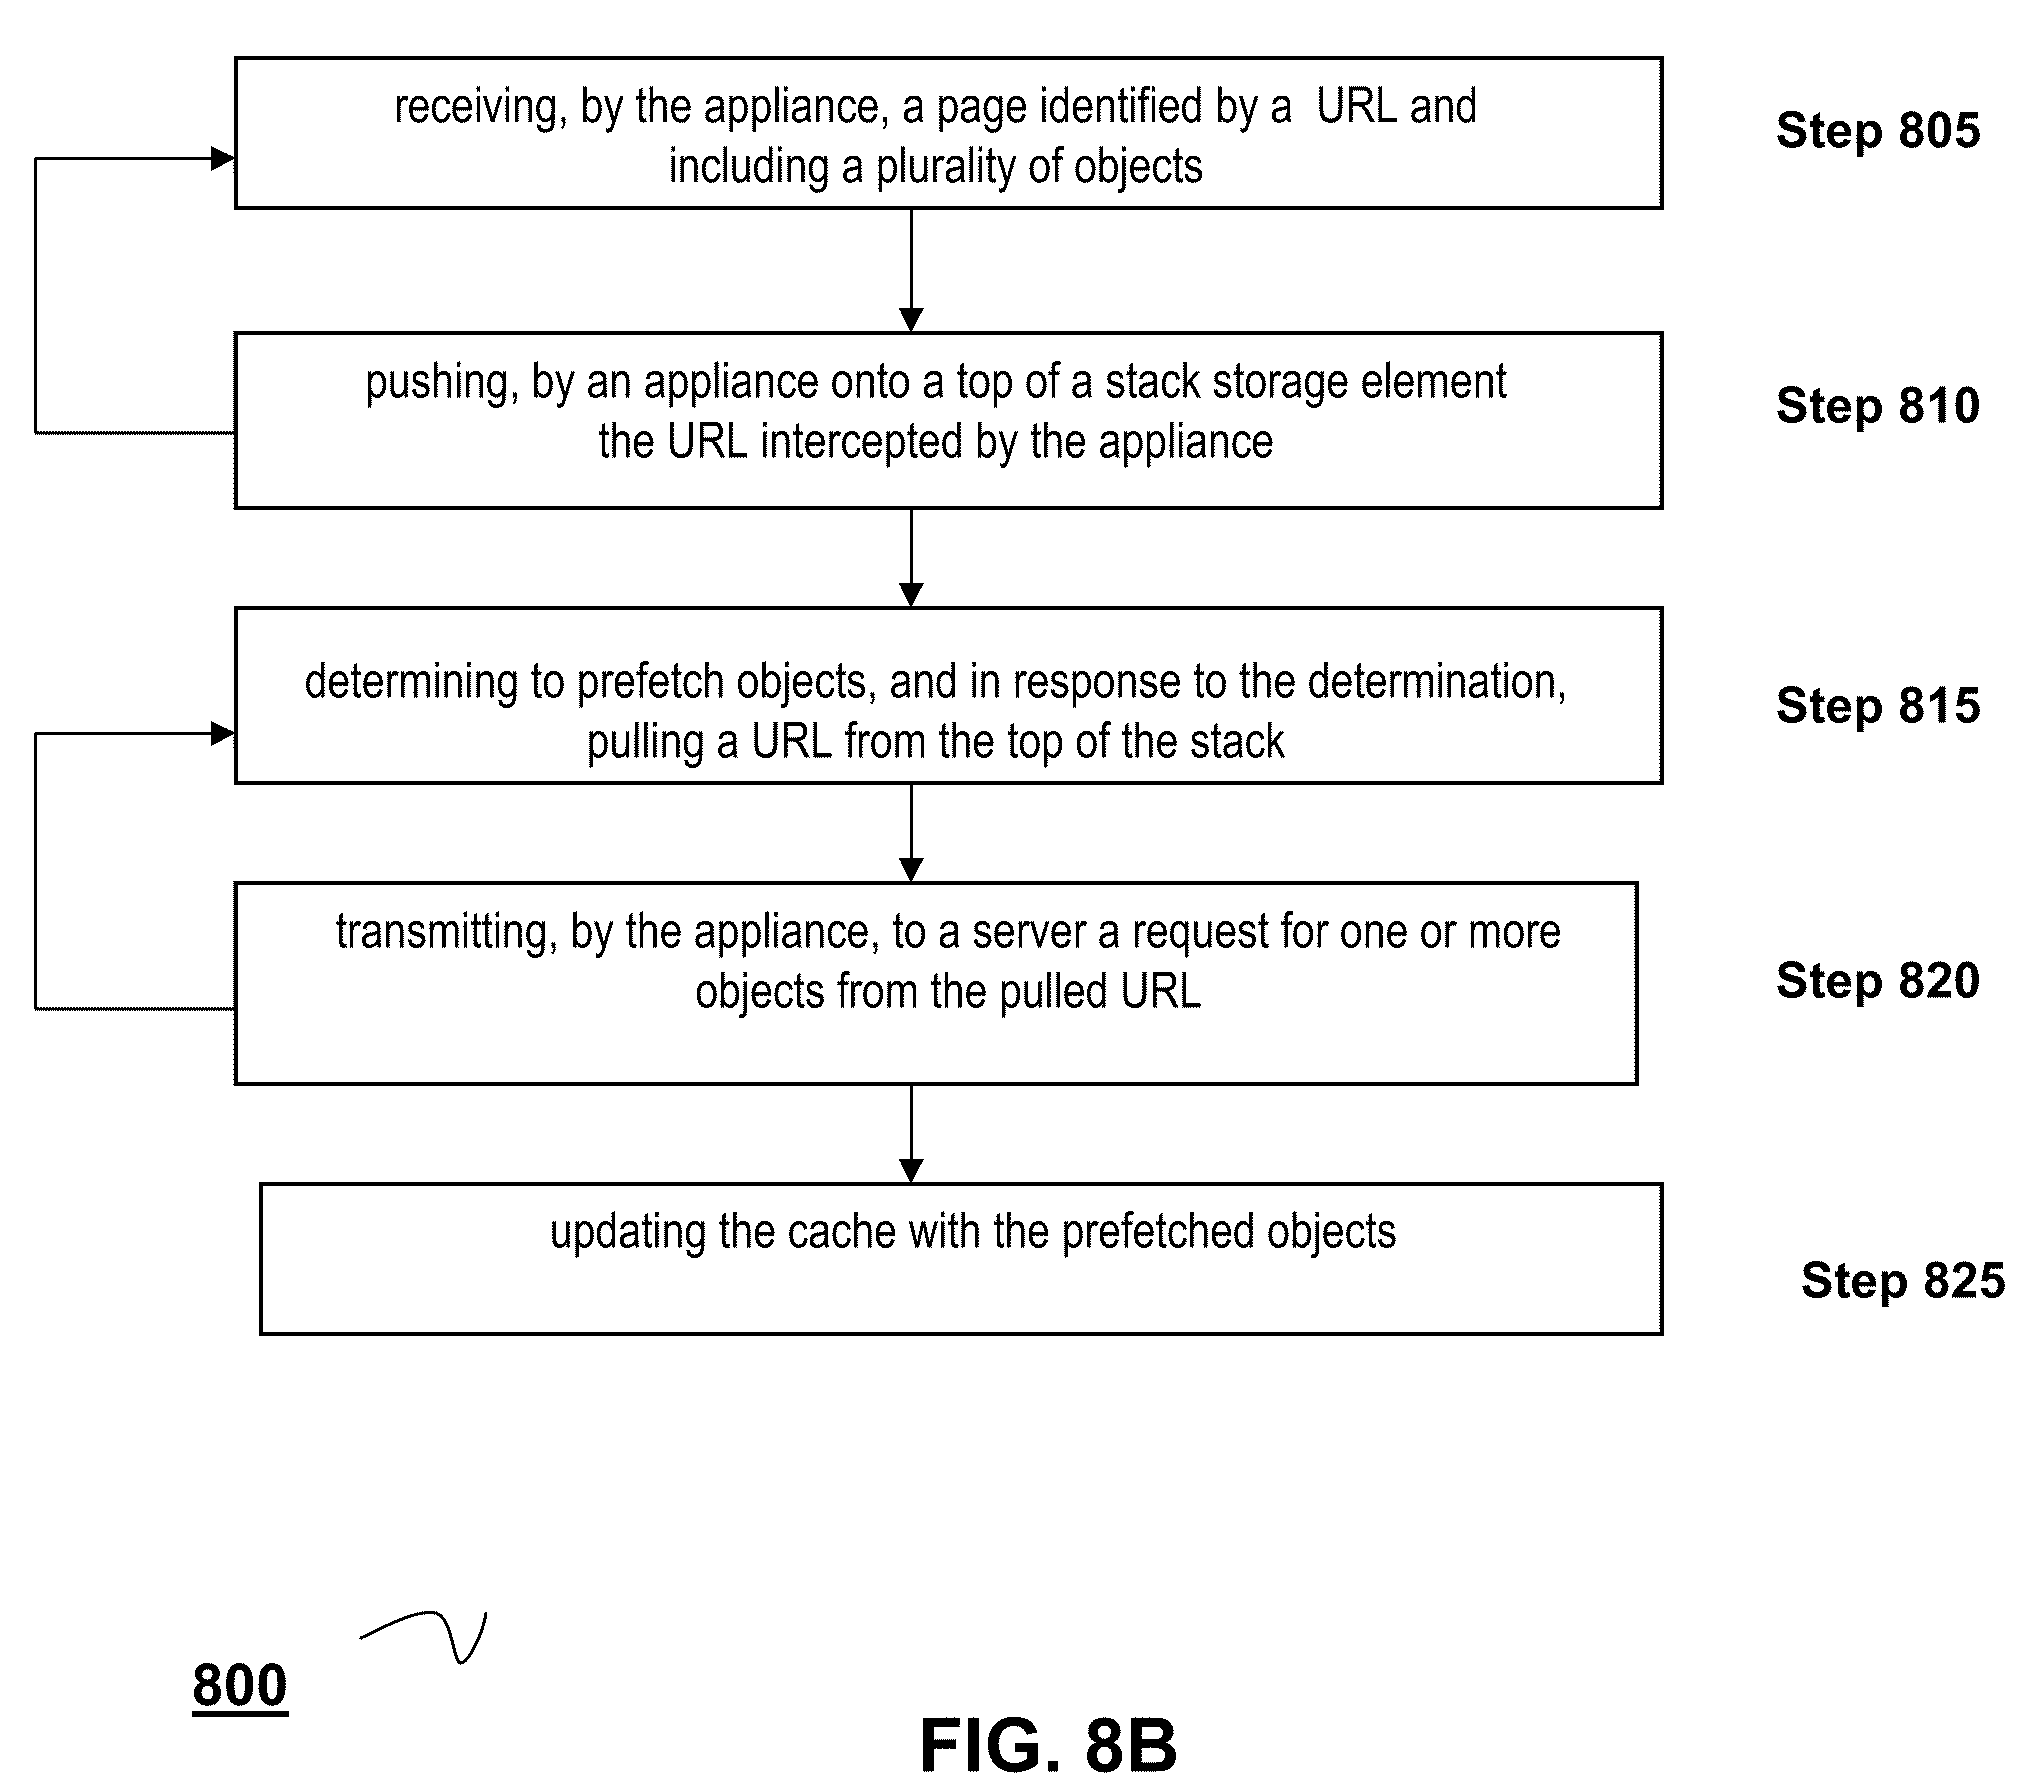 receiving, by the appliance, a page identified by a URL and
including a plurality of objects
Step 805
pushing, by an appliance onto a top of a stack storage element
the URL intercepted by the appliance
Step 810
determining to prefetch objects, and in response to the determination,
pulling a URL from the top of the stack
Step 815
transmitting, by the appliance, to a server a request for one or more
objects from the pulled URL
Step 820
updating the cache with the prefetched objects
Step 825
800
FIG. 8B